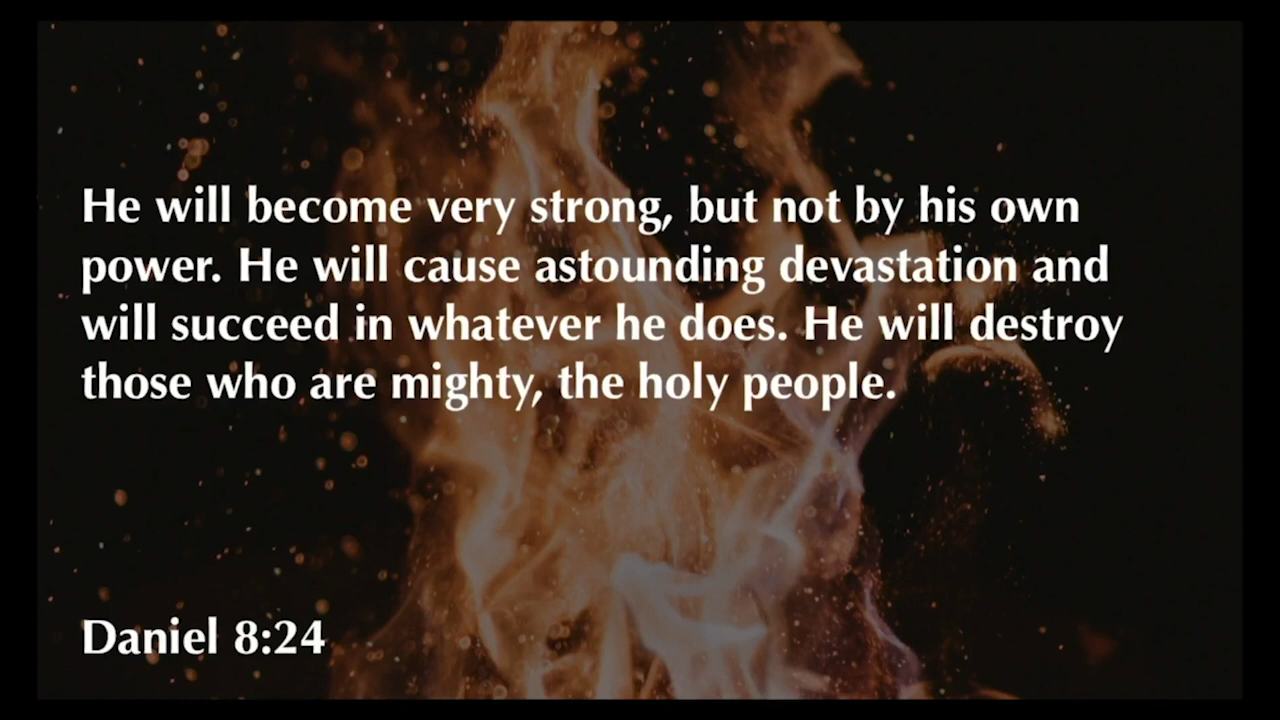 He will become very strong, but not by his own
power. He will cause astounding devastation and
will succeed in whatever he does. He will destroy
those who are mighty, the holy people.
Daniel 8:24